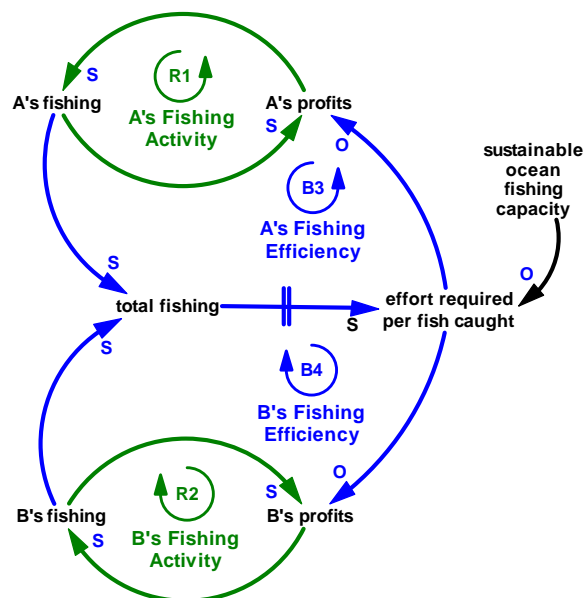 S
R1
A's fishing
A's profits
A's Fishing
Activity
S
O
sustainable
ocean
fishing
capacity
B3
A's Fishing
Efficiency
S
O
total fishing
effort required
per fish caught
S
S
B4
B's Fishing
Efficiency
O
S
R2
B's fishing
B's profits
S
B's Fishing
Activity